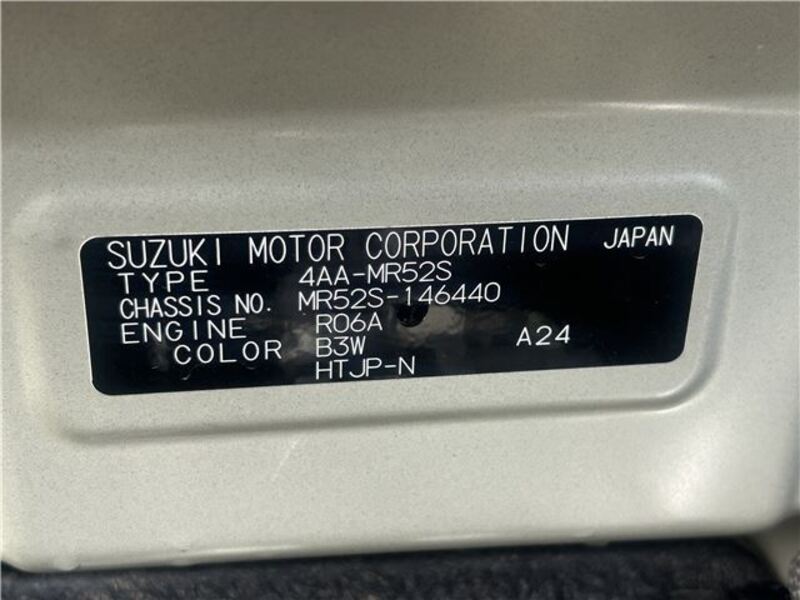 SUZUKI MOTOR CORPORATION JAPAN
TYPE 4AA-MR52S
CHASSIS NO. MR52S-146440
ENGINE R06A
COLOR B3W A24
HTJP-N